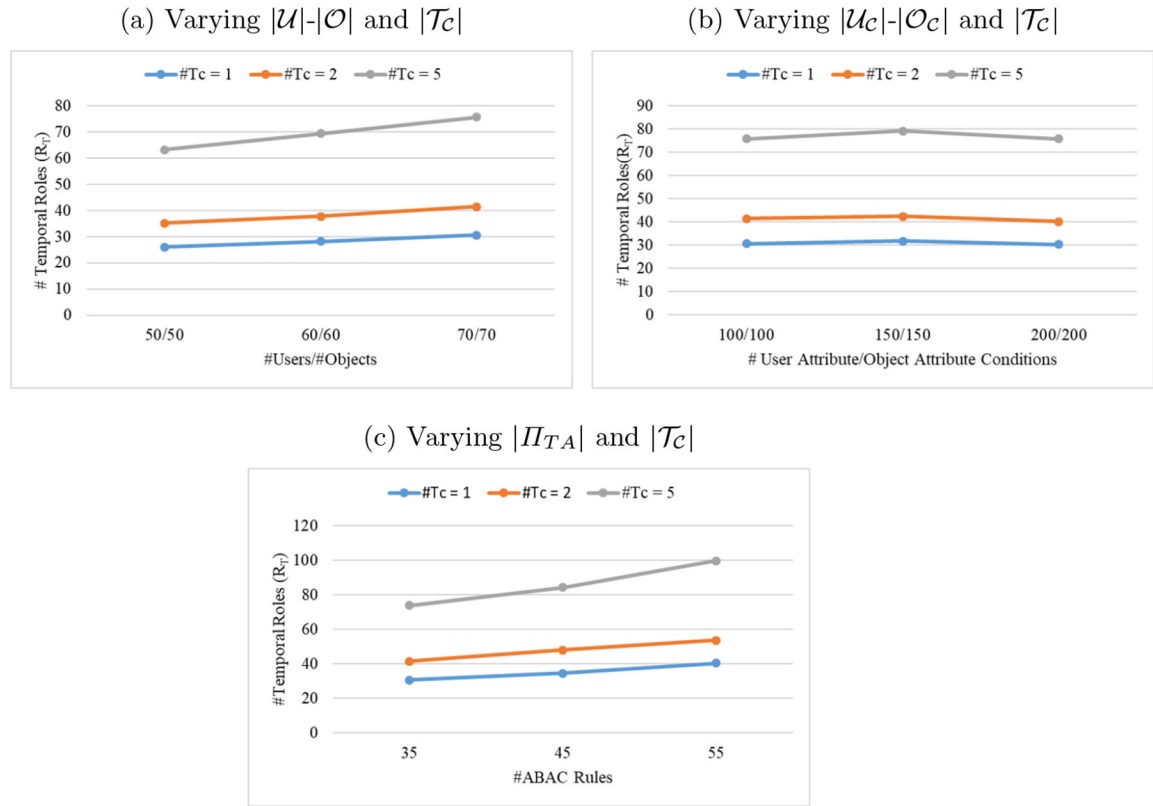 (a) Varying |𝒰|-|𝒪| and |𝒯𝒸|
#Tc = 1 #Tc = 2 #Tc = 5
# Temporal Roles (R_T)
80
70
60
50
40
30
20
10
0
50/50 60/60 70/70
#Users/#Objects
(b) Varying |𝒰𝒸|-|𝒪𝒸| and |𝒯𝒸|
#Tc = 1 #Tc = 2 #Tc = 5
# Temporal Roles(R_T)
90
80
70
60
50
40
30
20
10
0
100/100 150/150 200/200
# User Attribute/Object Attribute Conditions
(c) Varying |Π_TA| and |𝒯𝒸|
#Tc = 1 #Tc = 2 #Tc = 5
#Temporal Roles (R_T)
120
100
80
60
40
20
0
35 45 55
#ABAC Rules